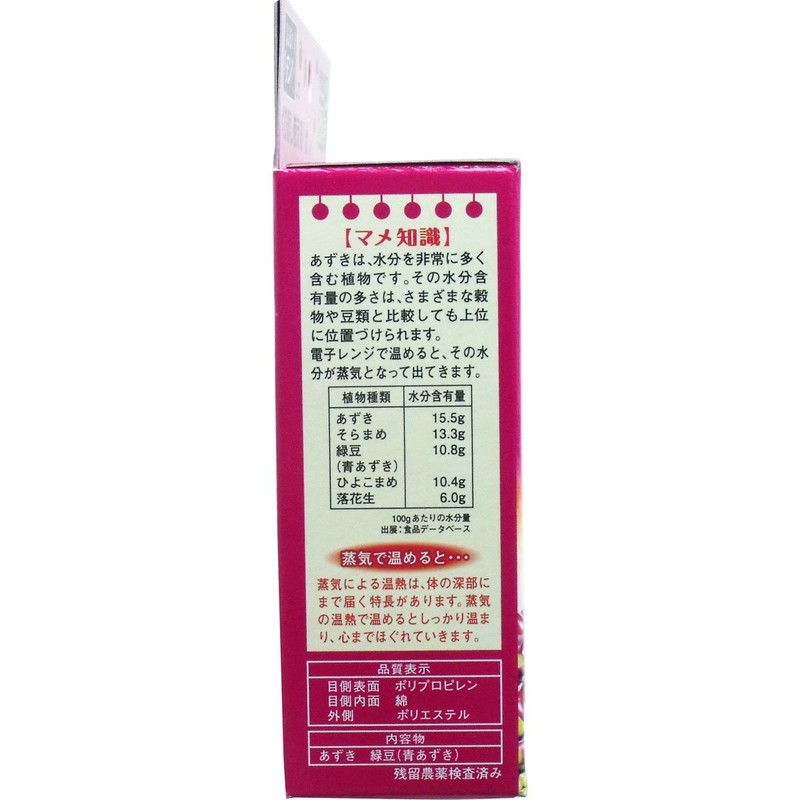 【マメ知識】
あずきは、水分を非常に多く
含む植物です。その水分含
有量の多さは、さまざまな穀
物や豆類と比較しても上位
に位置づけられます。
電子レンジで温めると、その水
分が蒸気となって出てきます。
植物種類 水分含有量
あずき 15.5g
そらまめ 13.3g
緑豆 10.8g
(青あずき)
ひよこまめ 10.4g
落花生 6.0g
100gあたりの水分量
出展:食品データベース
蒸気で温めると・・・
蒸気による温熱は、体の深部に
まで届く特長があります。蒸気
の温熱で温めるとしっかり温ま
り、心までほぐれていきます。
品質表示
目側表面 ポリプロピレン
目側内面 綿
外側 ポリエステル
内容物
あずき 緑豆(青あずき)
残留農薬検査済み